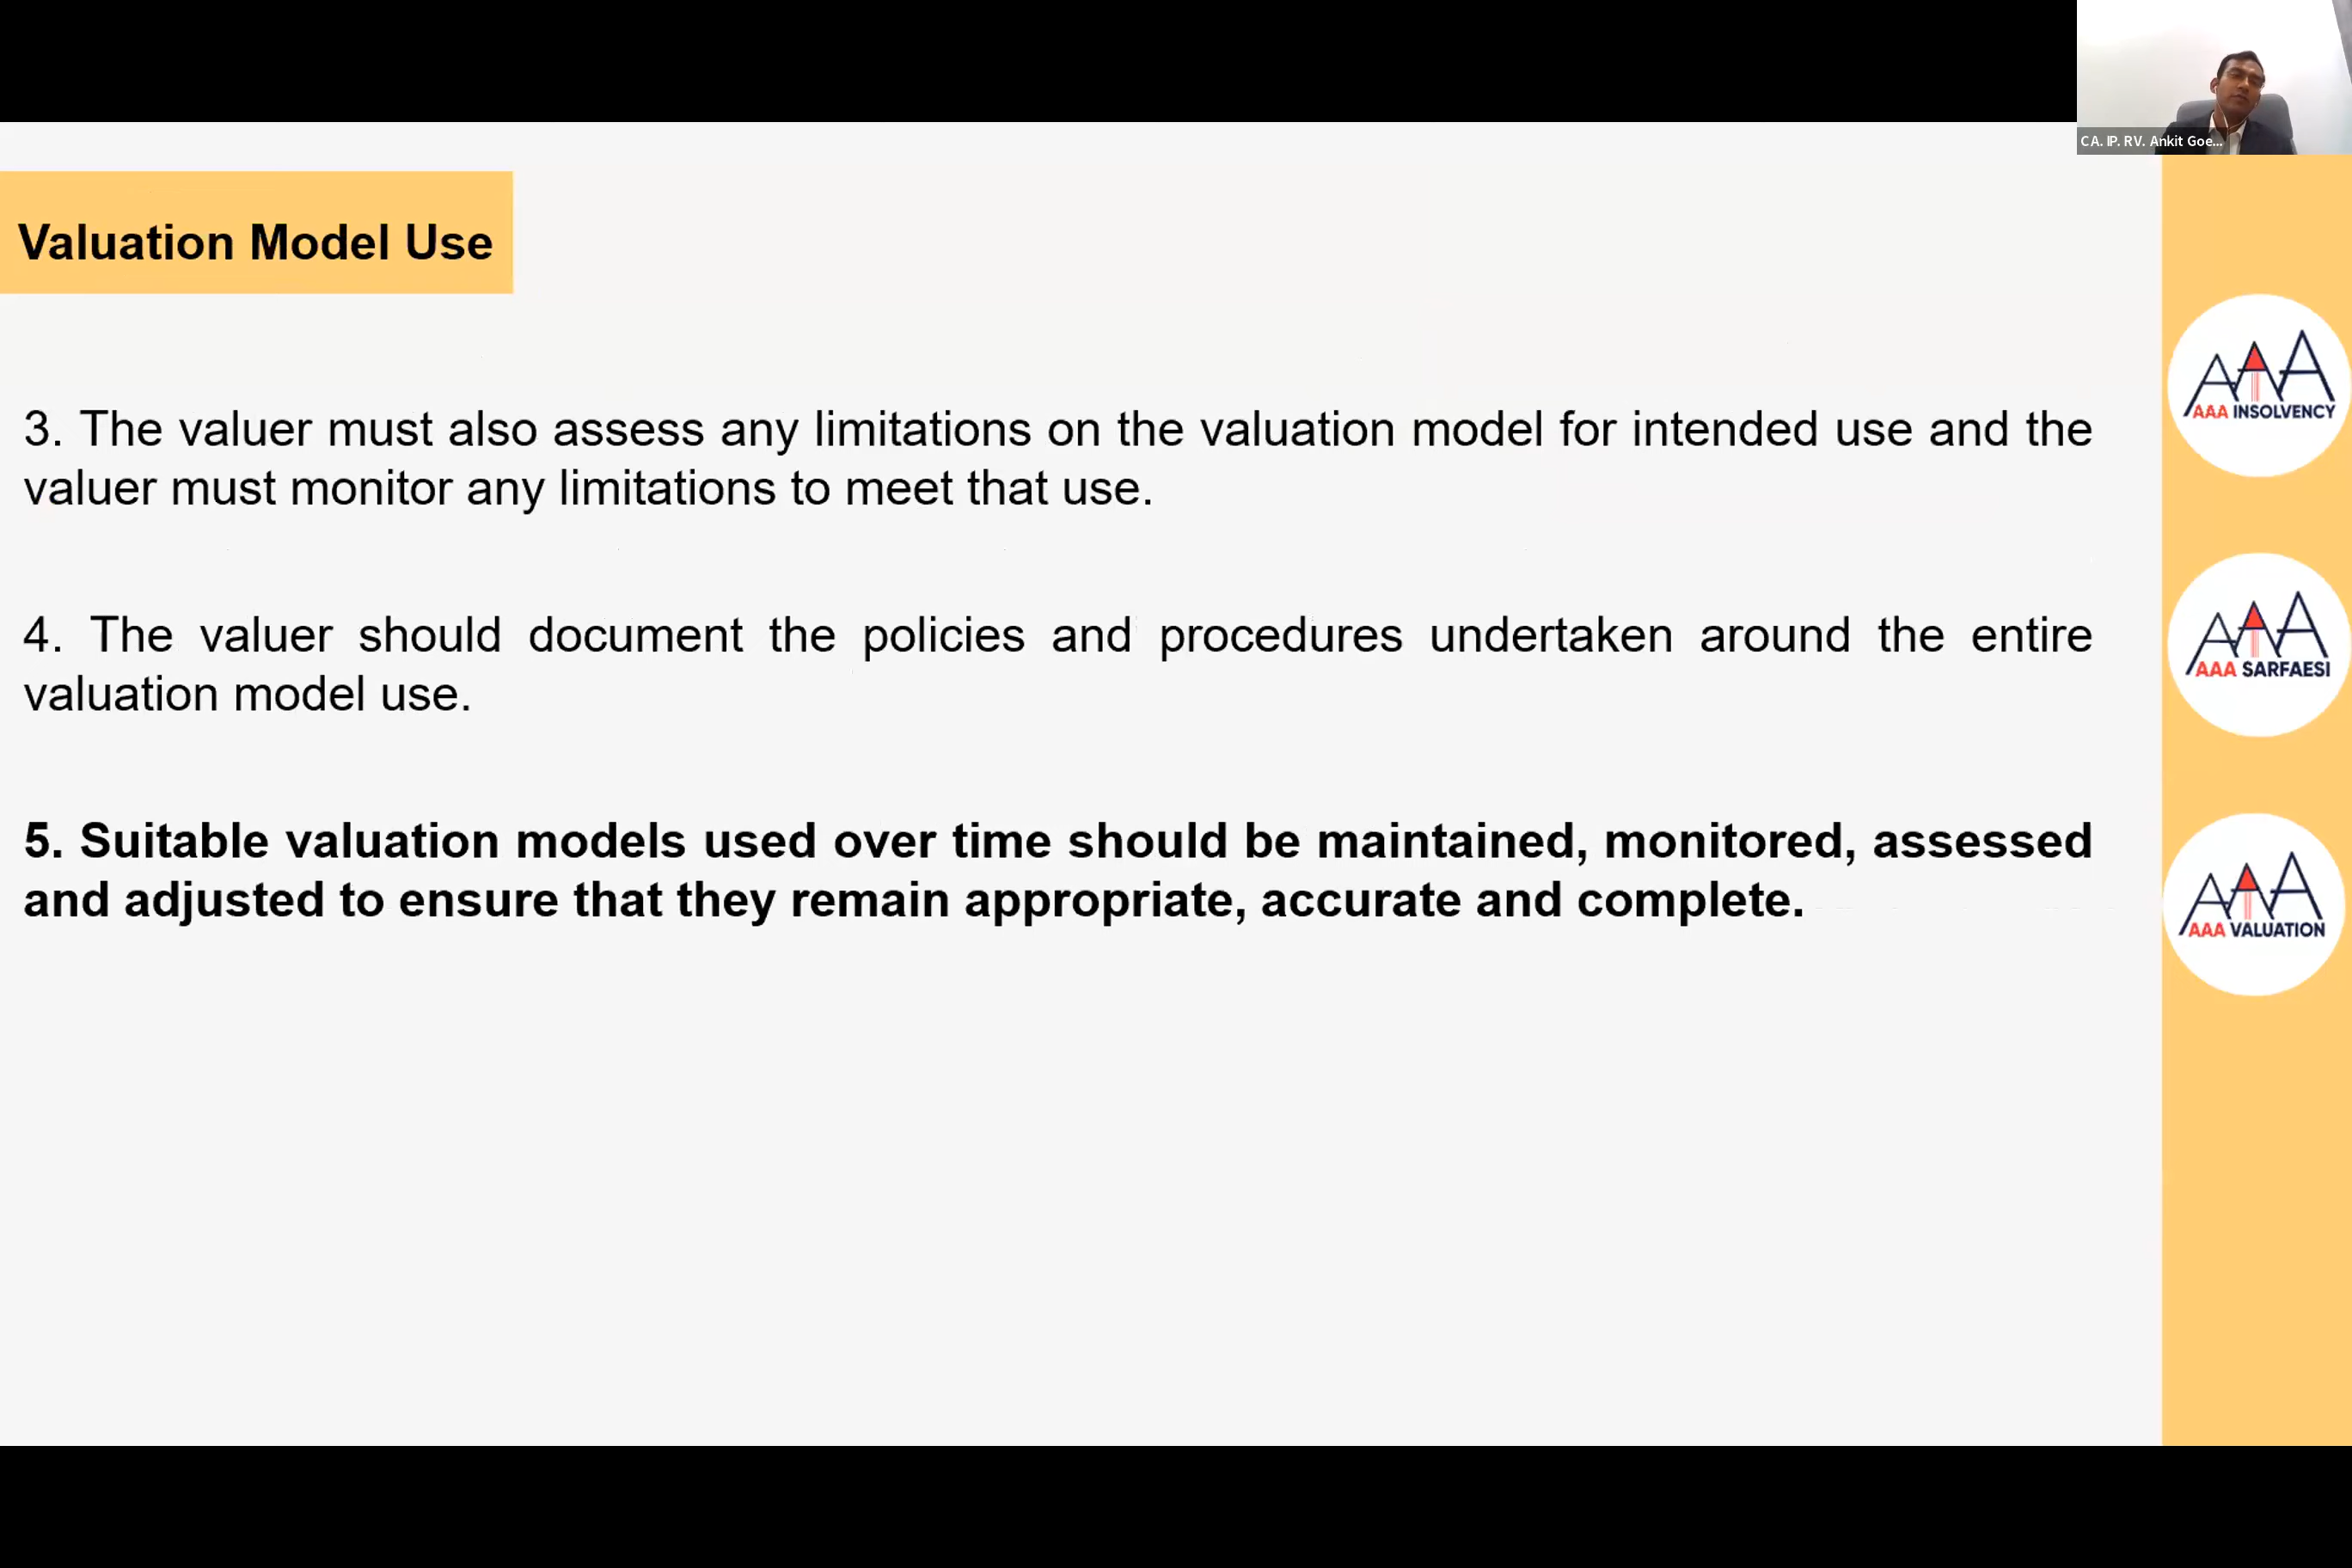 CA. IP. RV. Ankit Goe...
Valuation Model Use
3. The valuer must also assess any limitations on the valuation model for intended use and the
valuer must monitor any limitations to meet that use.
4. The valuer should document the policies and procedures undertaken around the entire
valuation model use.
5. Suitable valuation models used over time should be maintained, monitored, assessed
and adjusted to ensure that they remain appropriate, accurate and complete.
AAA
AAA INSOLVENCY
AAA
AAA SARFAESI
AAA
AAA VALUATION